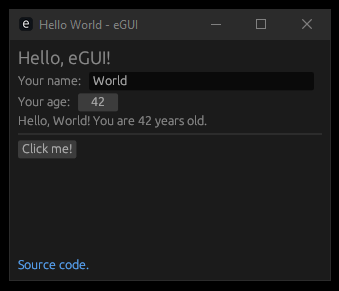 e Hello World - eGUI
Hello, eGUI!
Your name: World
Your age: 42
Hello, World! You are 42 years old.
Click me!
Source code.